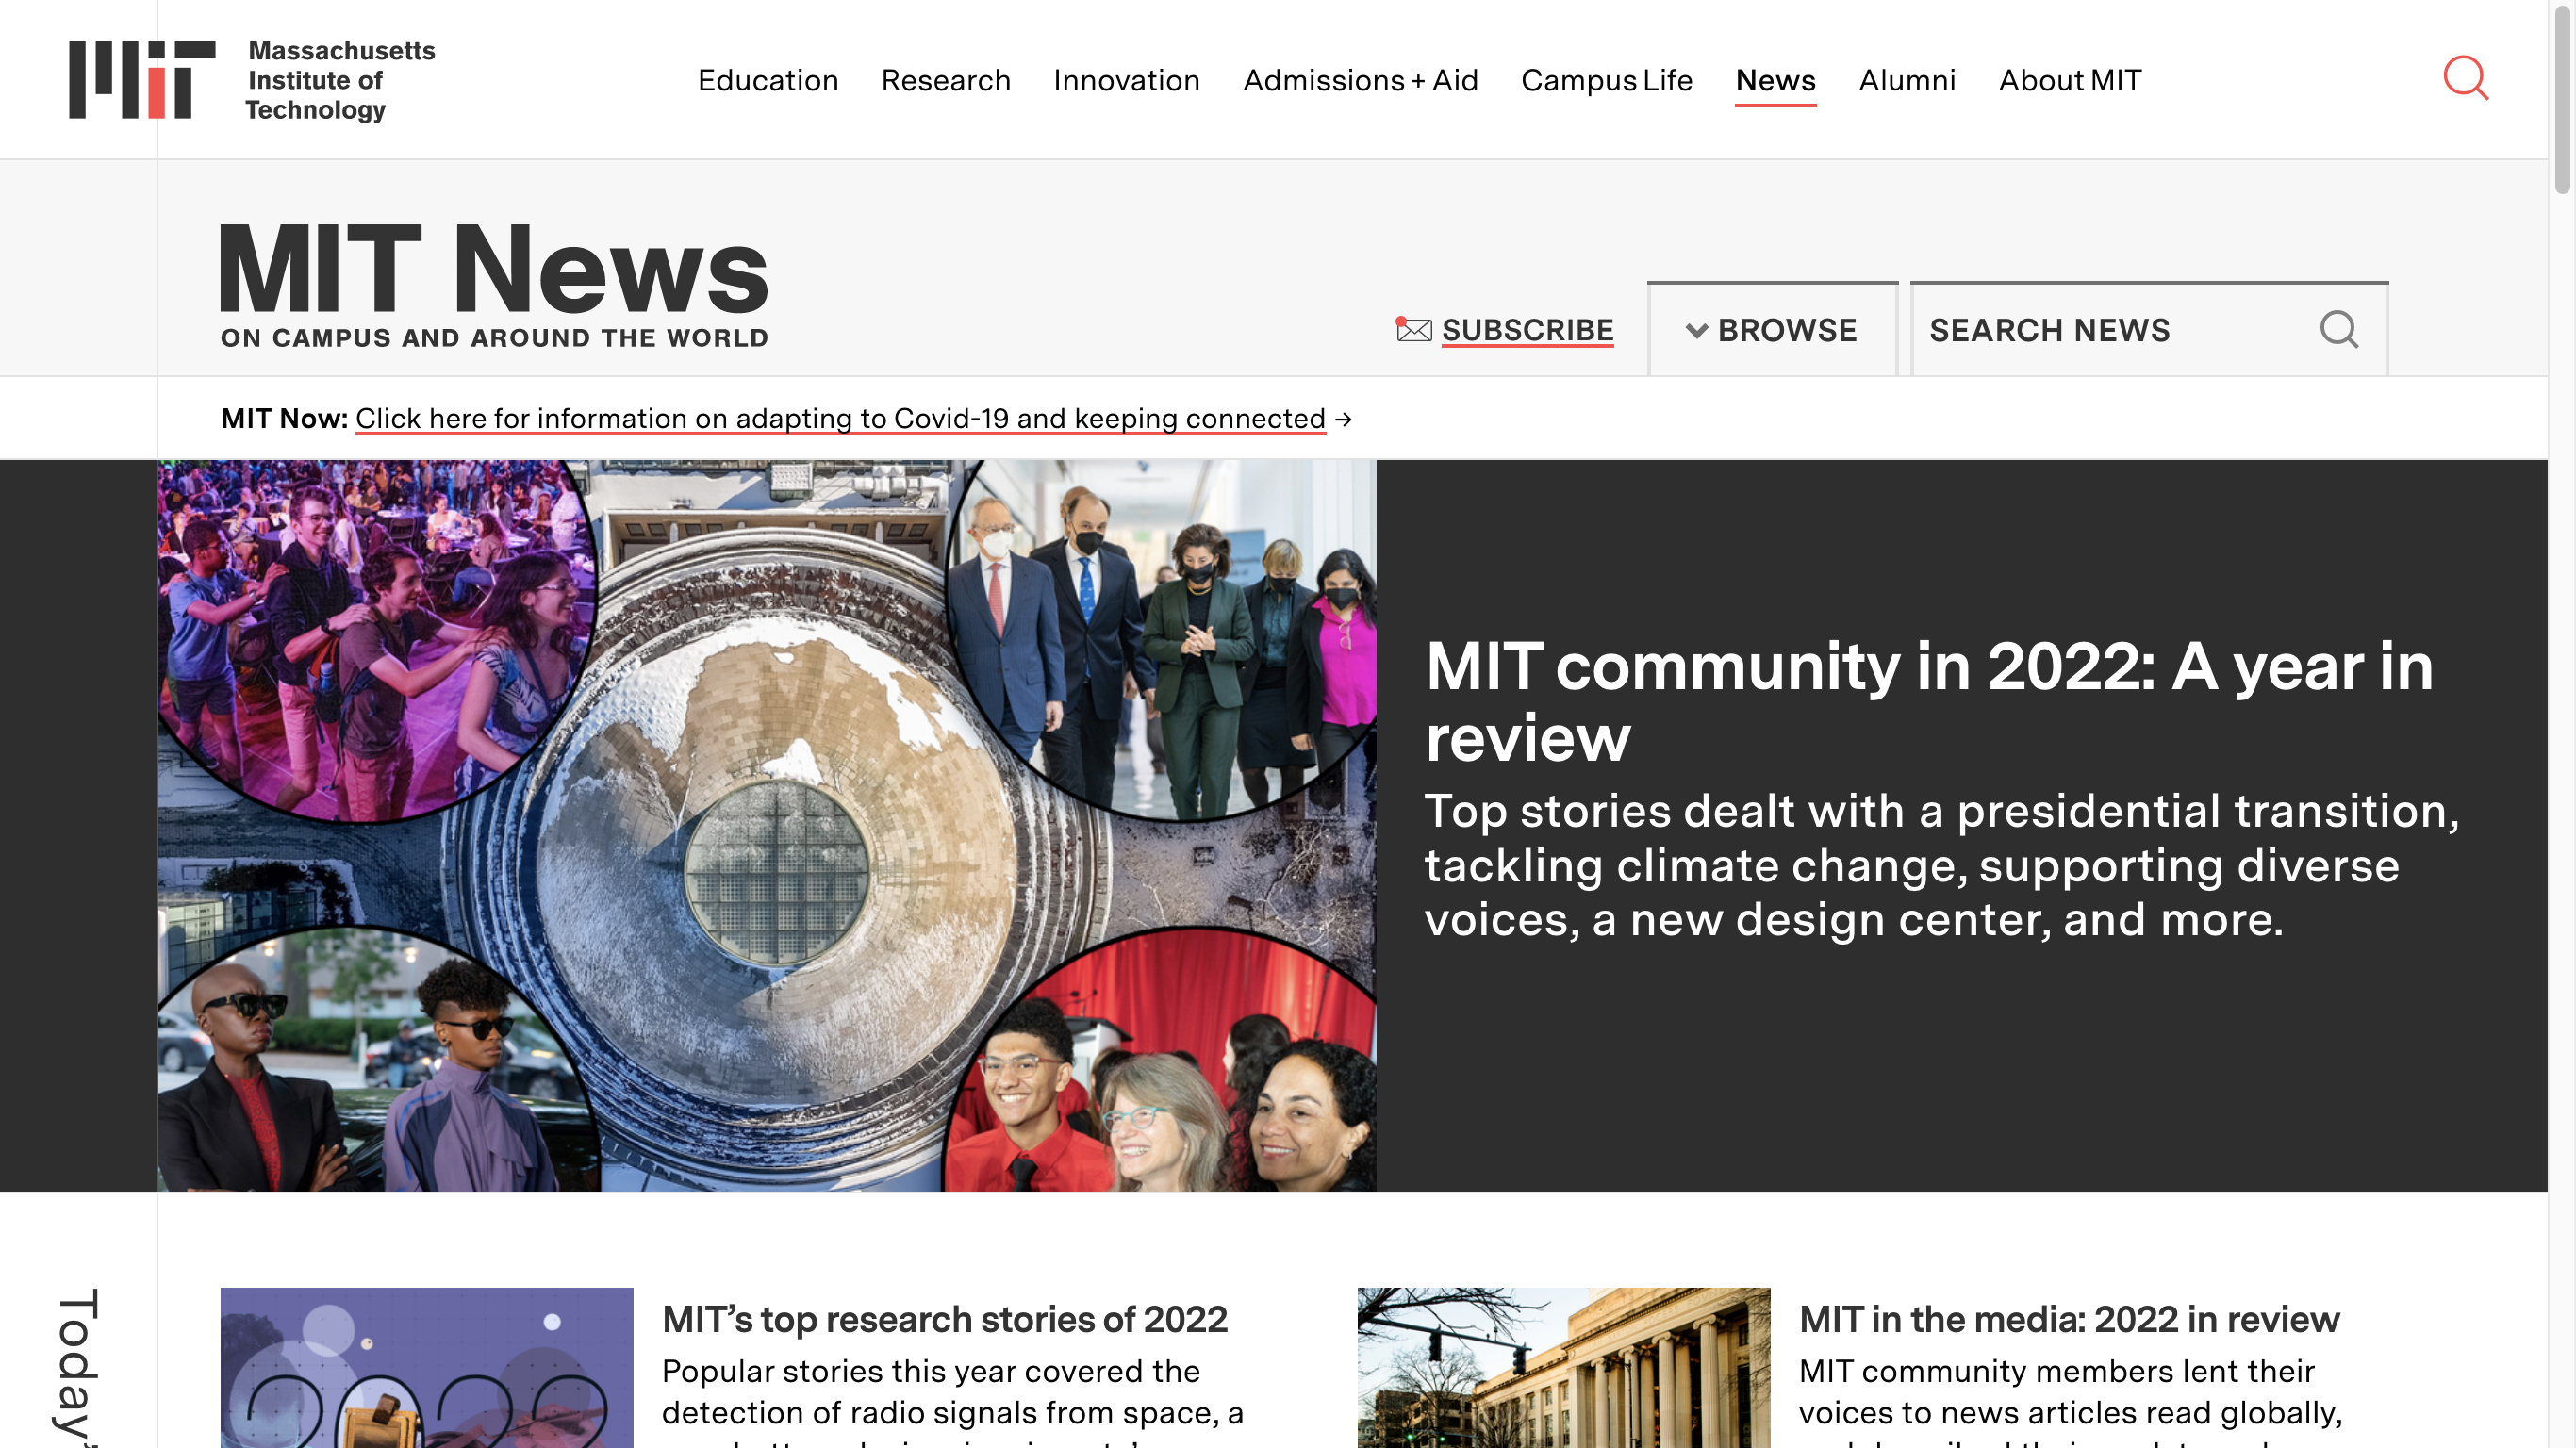 Massachusetts
Institute of
Technology
Education Research Innovation Admissions + Aid Campus Life News Alumni About MIT
MIT News
ON CAMPUS AND AROUND THE WORLD
SUBSCRIBE
BROWSE
SEARCH NEWS
MIT Now: Click here for information on adapting to Covid-19 and keeping connected →
MIT community in 2022: A year in
review
Top stories dealt with a presidential transition,
tackling climate change, supporting diverse
voices, a new design center, and more.
Today’
2022
MIT’s top research stories of 2022
Popular stories this year covered the
detection of radio signals from space, a
MIT in the media: 2022 in review
MIT community members lent their
voices to news articles read globally,